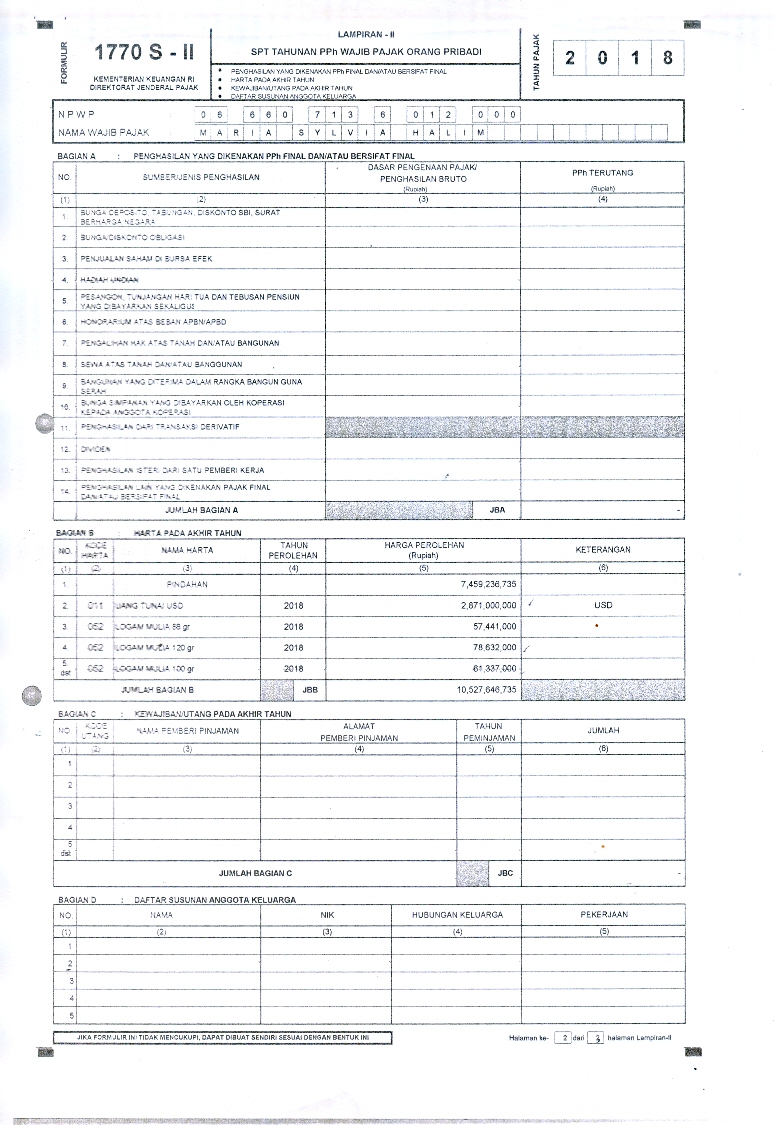 FORMULIR
1770 S - II
KEMENTERIAN KEUANGAN RI
DIREKTORAT JENDERAL PAJAK
LAMPIRAN - II
SPT TAHUNAN PPh WAJIB PAJAK ORANG PRIBADI
• PENGHASILAN YANG DIKENAKAN PPh FINAL DAN/ATAU BERSIFAT FINAL
• HARTA PADA AKHIR TAHUN
• KEWAJIBAN/UTANG PADA AKHIR TAHUN
• DAFTAR SUSUNAN ANGGOTA KELUARGA
TAHUN PAJAK
2 0 1 8
NPWP : 06 660 713 6 012 000
NAMA WAJIB PAJAK : MARIA SYLVIA HALIM
BAGIAN A : PENGHASILAN YANG DIKENAKAN PPh FINAL DAN/ATAU BERSIFAT FINAL
NO. SUMBER/JENIS PENGHASILAN DASAR PENGENAAN PAJAK/ PENGHASILAN BRUTO (Rupiah) PPh TERUTANG (Rupiah)
(1) (2) (3) (4)
1. BUNGA DEPOSITO, TABUNGAN, DISKONTO SBI, SURAT
BERHARGA NEGARA
2 BUNGA/DISKONTO OBLIGASI
3. PENJUALAN SAHAM DI BURSA EFEK
4. HADIAH UNDIAN
5. PESANGON, TUNJANGAN HARI TUA DAN TEBUSAN PENSIUN
YANG DIBAYARKAN SEKALIGUS
6. HONORARIUM ATAS BEBAN APBN/APBD
7. PENGALIHAN HAK ATAS TANAH DAN/ATAU BANGUNAN
8. SEWA ATAS TANAH DAN/ATAU BANGGUNAN
9. BANGUNAN YANG DITERIMA DALAM RANGKA BANGUN GUNA
SERAH
10. BUNGA SIMPANAN YANG DIBAYARKAN OLEH KOPERASI
KEPADA ANGGOTA KOPERASI
11. PENGHASILAN DARI TRANSAKSI DERIVATIF
12. DIVIDEN
13. PENGHASILAN ISTERI DARI SATU PEMBERI KERJA
14. PENGHASILAN LAIN YANG DIKENAKAN PAJAK FINAL
DAN/ATAU BERSIFAT FINAL
JUMLAH BAGIAN A JBA -
BAGIAN B : HARTA PADA AKHIR TAHUN
NO. KODE HARTA NAMA HARTA TAHUN PEROLEHAN HARGA PEROLEHAN (Rupiah) KETERANGAN
(1) (2) (3) (4) (5) (6)
1. PINDAHAN 7,459,236,735
2. 011 UANG TUNAI USD 2018 2,871,000,000 USD
3. 052 LOGAM MULIA 88 gr 2018 57,441,000
4. 052 LOGAM MULIA 120 gr 2018 78,632,000
5. dst 052 LOGAM MULIA 100 gr 2018 61,337,000
JUMLAH BAGIAN B JBB 10,527,646,735
BAGIAN C : KEWAJIBAN/UTANG PADA AKHIR TAHUN
NO KODE UTANG NAMA PEMBERI PINJAMAN ALAMAT PEMBERI PINJAMAN TAHUN PEMINJAMAN JUMLAH
(1) (2) (3) (4) (5) (6)
1
2
3
4
5 dst
JUMLAH BAGIAN C JBC -
BAGIAN D : DAFTAR SUSUNAN ANGGOTA KELUARGA
NO. NAMA NIK HUBUNGAN KELUARGA PEKERJAAN
(1) (2) (3) (4) (5)
1
2
3
4
5
JIKA FORMULIR INI TIDAK MENCUKUPI, DAPAT DIBUAT SENDIRI SESUAI DENGAN BENTUK INI
Halaman ke- 2 dari 3 halaman Lampiran-II